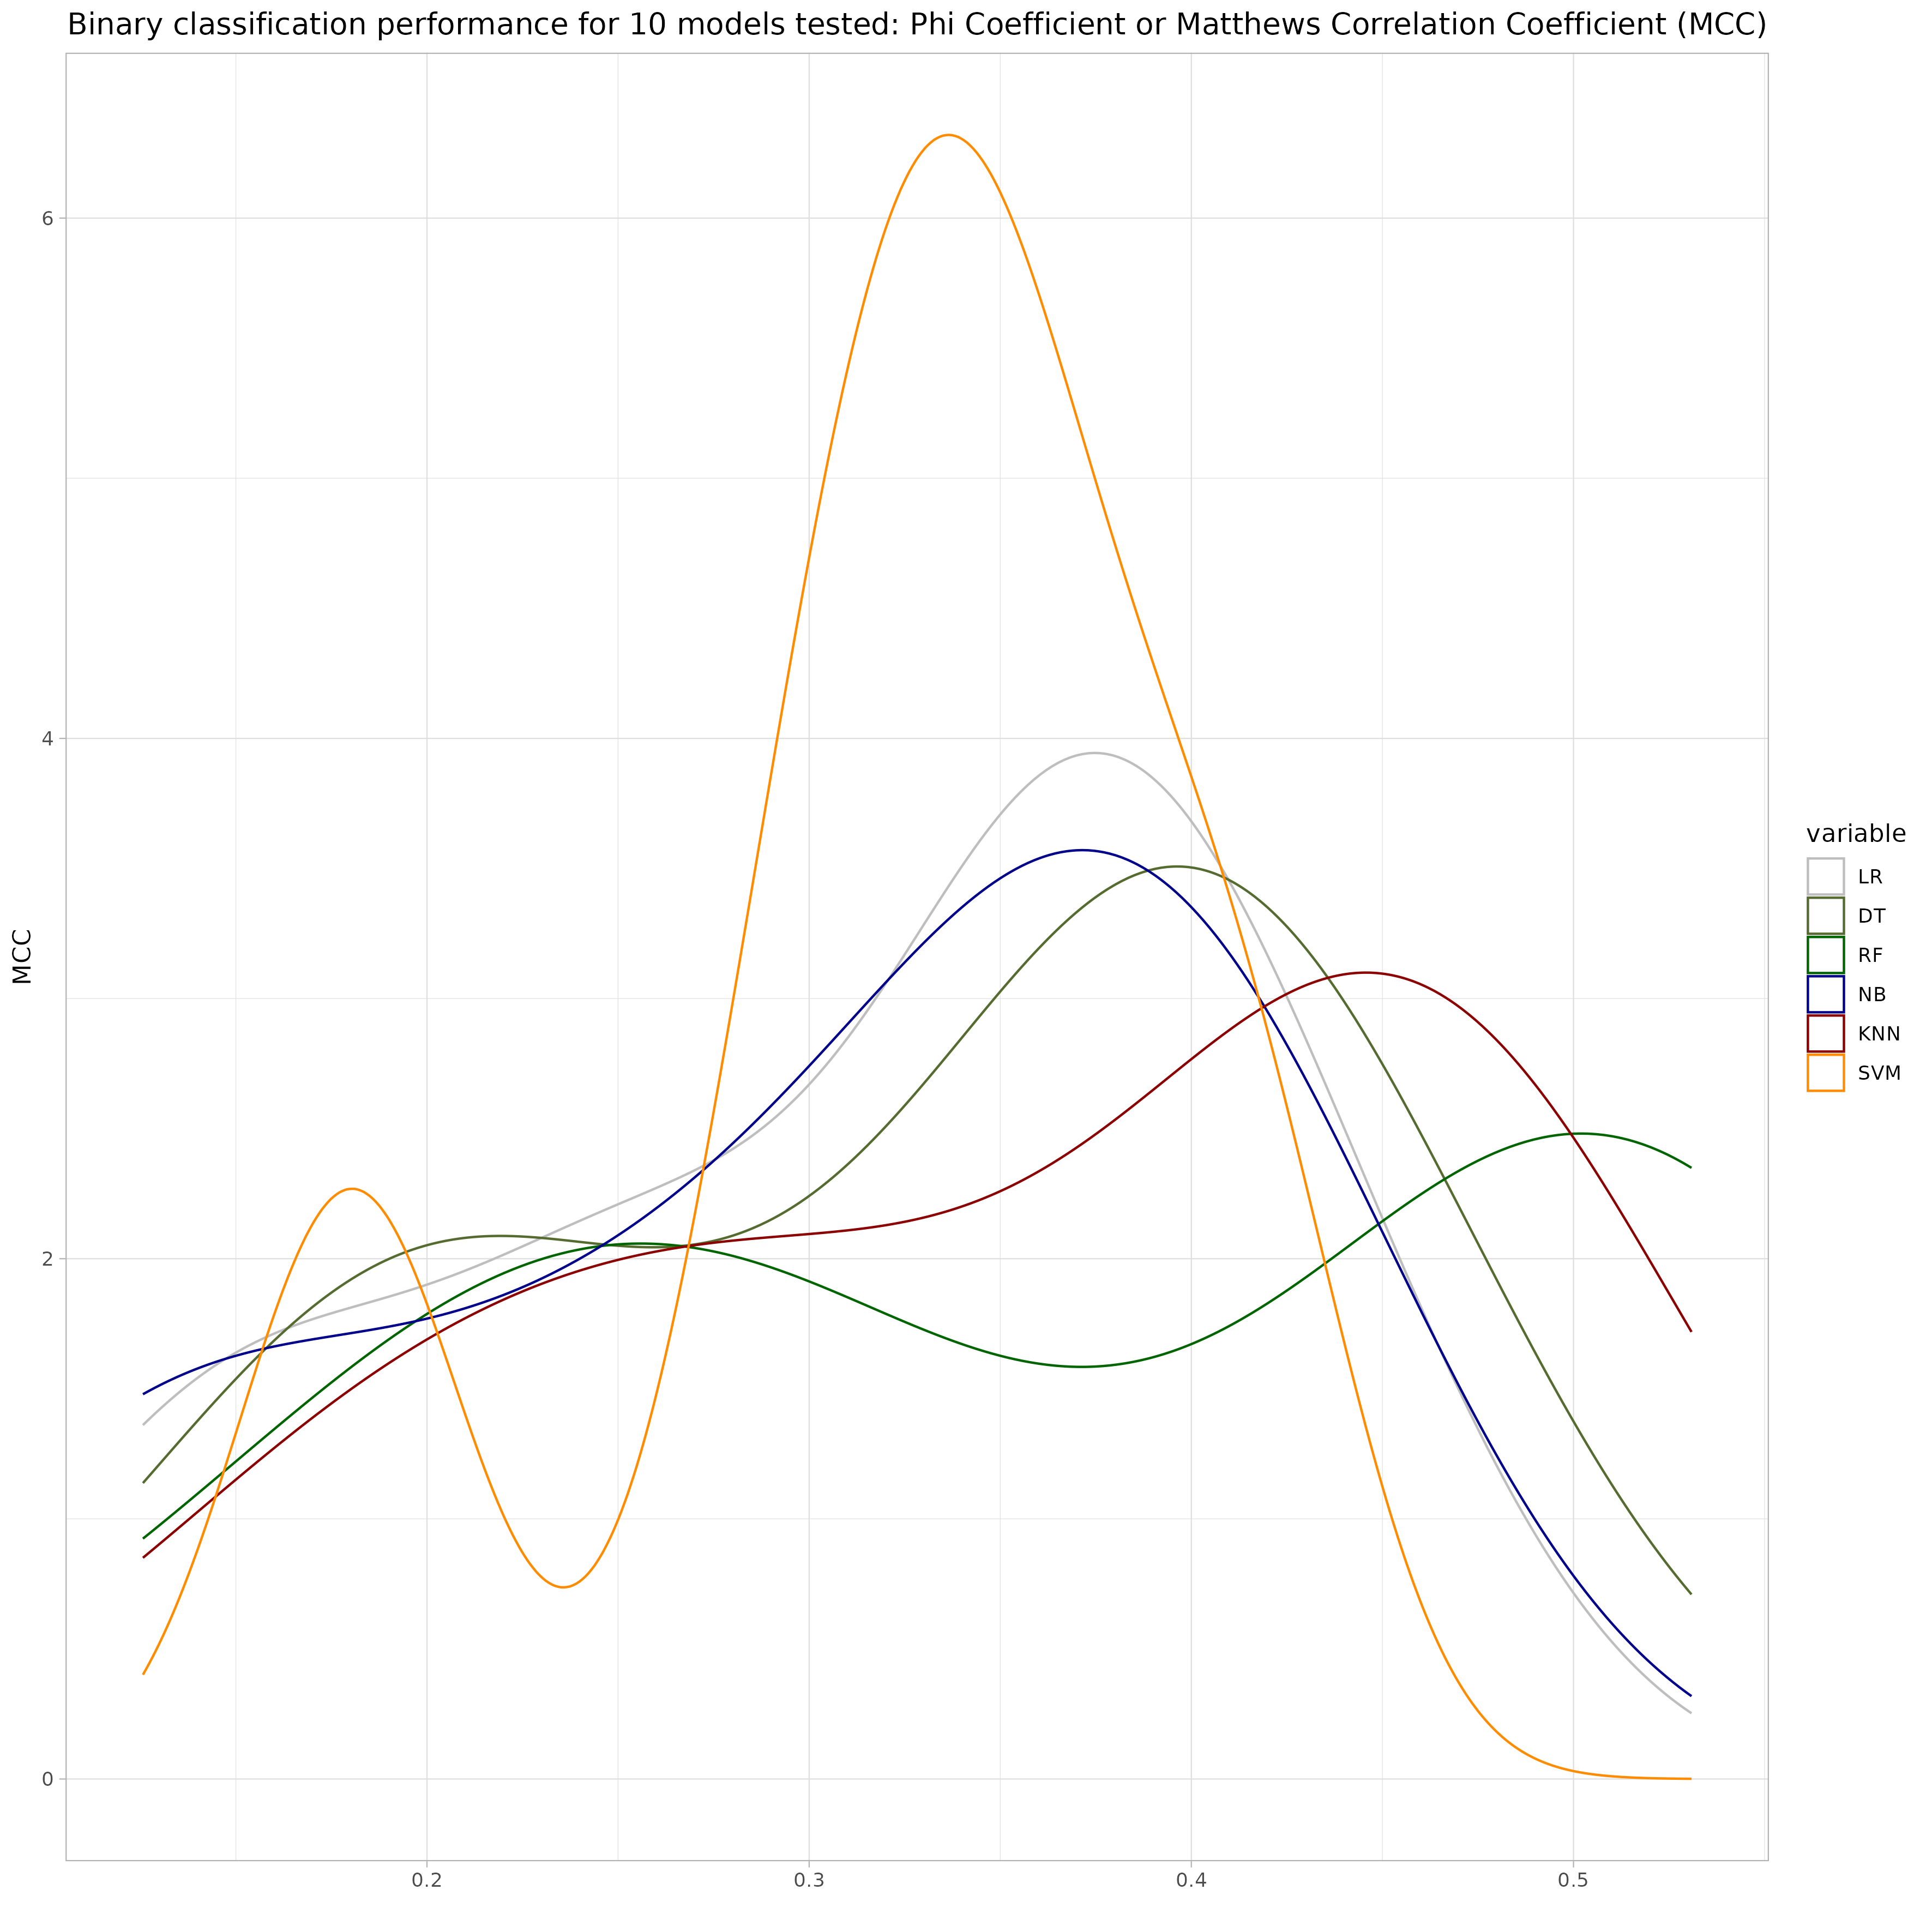 Binary classification performance for 10 models tested: Phi Coefficient or Matthews Correlation Coefficient (MCC)
MCC
6
4
2
0
0.2
0.3
0.4
0.5
variable
LR
DT
RF
NB
KNN
SVM